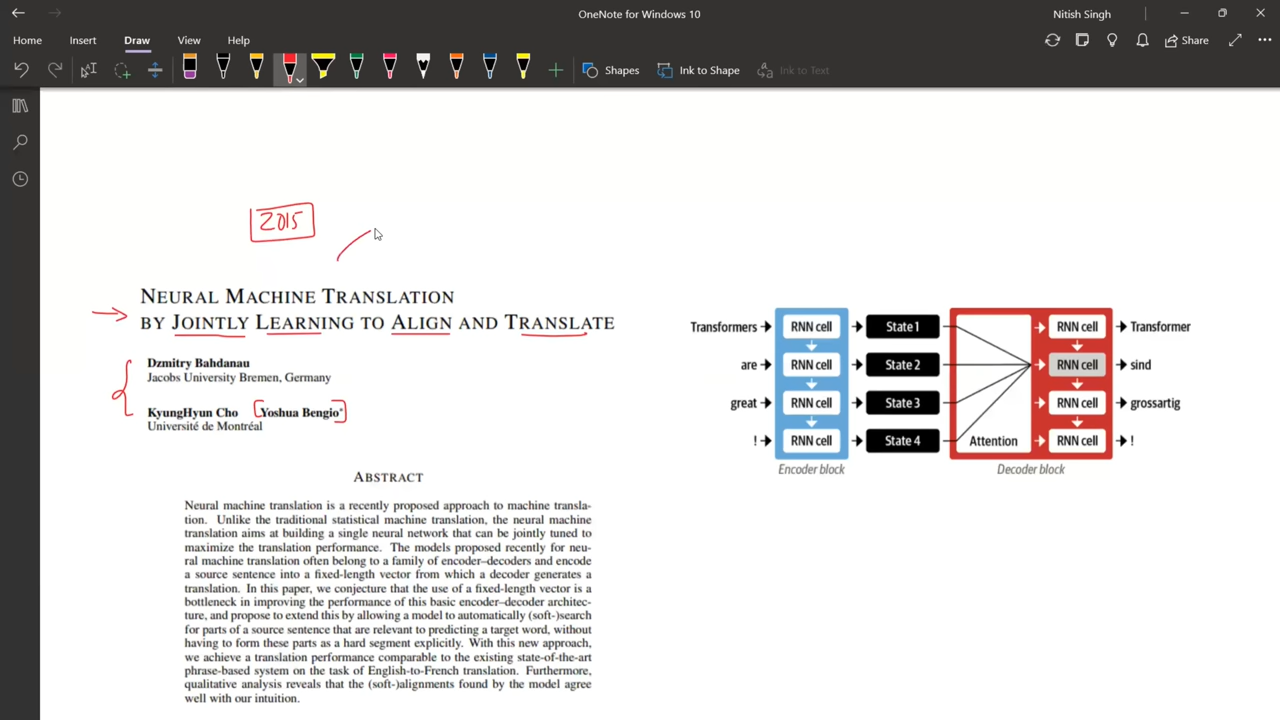 OneNote for Windows 10
Nitish Singh
Home
Insert
Draw
View
Help
Shapes
Ink to Shape
Ink to Text
Share
2015
NEURAL MACHINE TRANSLATION
BY JOINTLY LEARNING TO ALIGN AND TRANSLATE
Dzmitry Bahdanau
Jacobs University Bremen, Germany
KyungHyun Cho Yoshua Bengio*
Université de Montréal
ABSTRACT
Neural machine translation is a recently proposed approach to machine transla-
tion. Unlike the traditional statistical machine translation, the neural machine
translation aims at building a single neural network that can be jointly tuned to
maximize the translation performance. The models proposed recently for neu-
ral machine translation often belong to a family of encoder–decoders and encode
a source sentence into a fixed-length vector from which a decoder generates a
translation. In this paper, we conjecture that the use of a fixed-length vector is a
bottleneck in improving the performance of this basic encoder–decoder architec-
ture, and propose to extend this by allowing a model to automatically (soft-)search
for parts of a source sentence that are relevant to predicting a target word, without
having to form these parts as a hard segment explicitly. With this new approach,
we achieve a translation performance comparable to the existing state-of-the-art
phrase-based system on the task of English-to-French translation. Furthermore,
qualitative analysis reveals that the (soft-)alignments found by the model agree
well with our intuition.
Transformers RNN cell State 1 RNN cell Transformer
are RNN cell State 2 RNN cell sind
great RNN cell State 3 RNN cell grossartig
! RNN cell State 4 Attention RNN cell !
Encoder block Decoder block